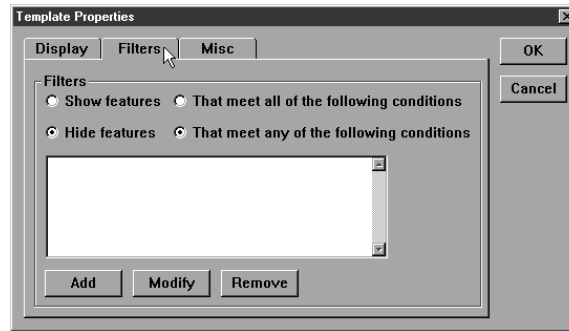 Template Properties
Display Filters Misc
OK
Cancel
Filters
Show features That meet all of the following conditions
Hide features That meet any of the following conditions
Add Modify Remove